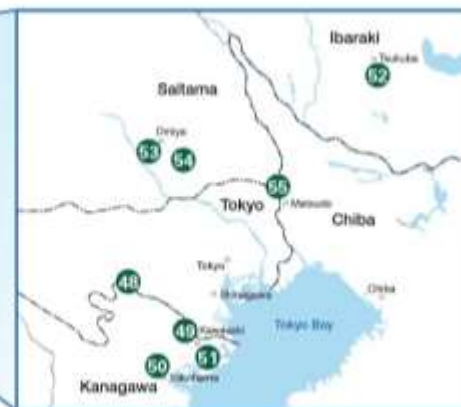 Ibaraki
Tsukuba
52
Saitama
Omiya
53
54
55
Matsudo
Tokyo
Chiba
Tokyo
48
Shinagawa
Chiba
Tokyo Bay
49
Kawasaki
51
50
Yokohama
Kanagawa